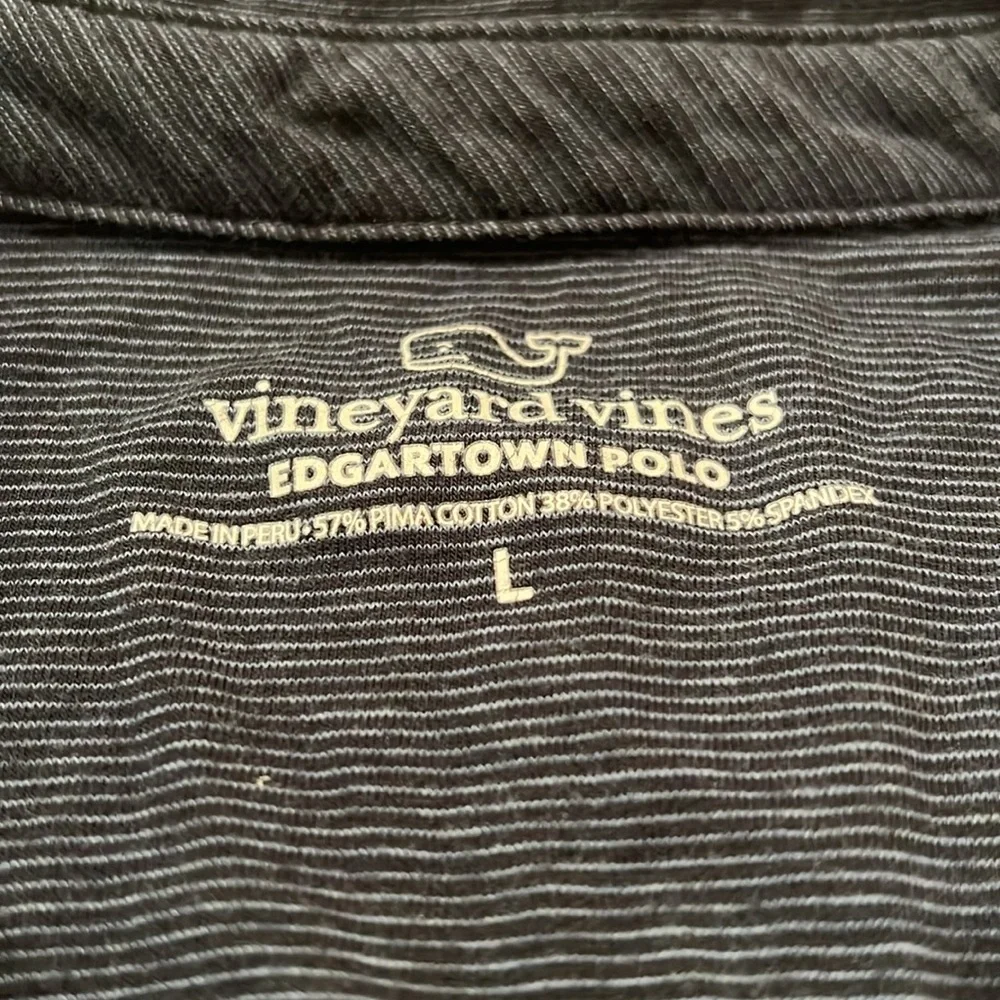 vineyard vines
EDGARTOWN POLO
MADE IN PERU • 57% PIMA COTTON 38% POLYESTER 5% SPANDEX
L